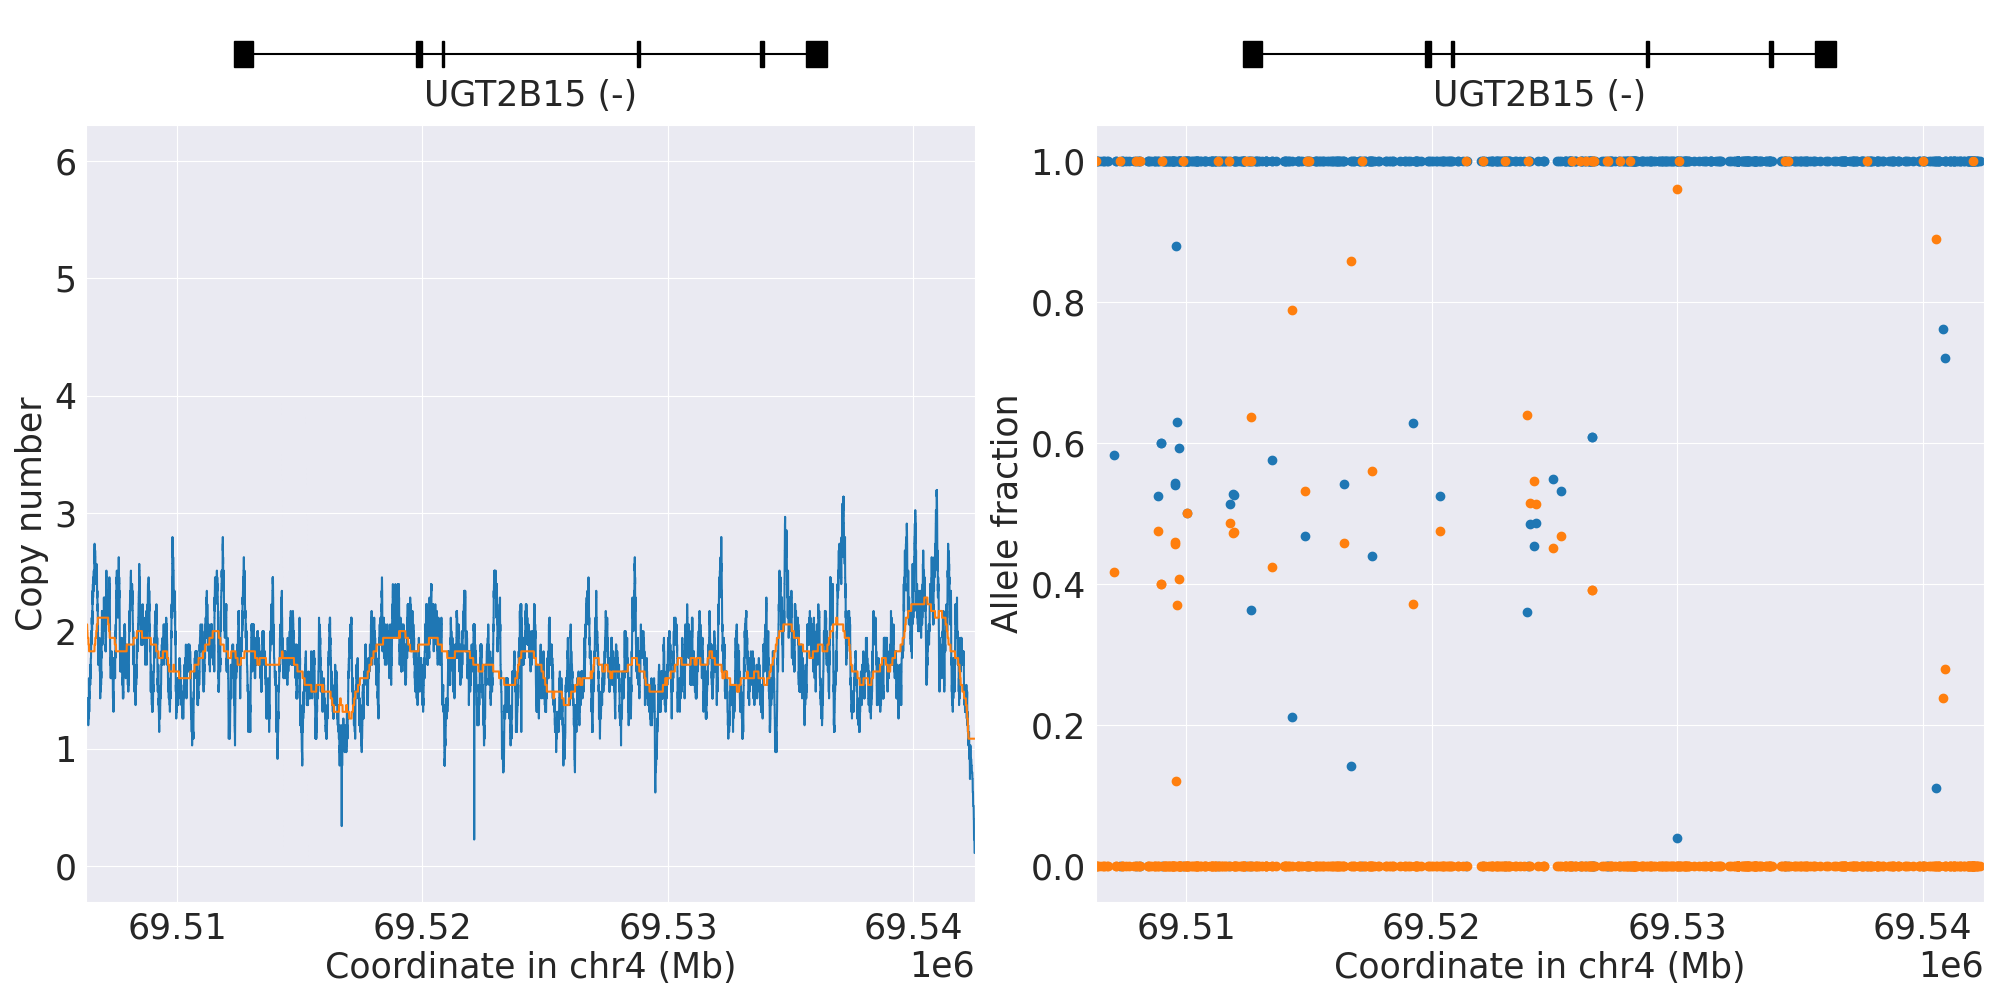 UGT2B15 (-)
6
5
4
3
2
1
0
Copy number
69.51 69.52 69.53 69.54
Coordinate in chr4 (Mb) 1e6
UGT2B15 (-)
1.0
0.8
0.6
0.4
0.2
0.0
Allele fraction
69.51 69.52 69.53 69.54
Coordinate in chr4 (Mb) 1e6